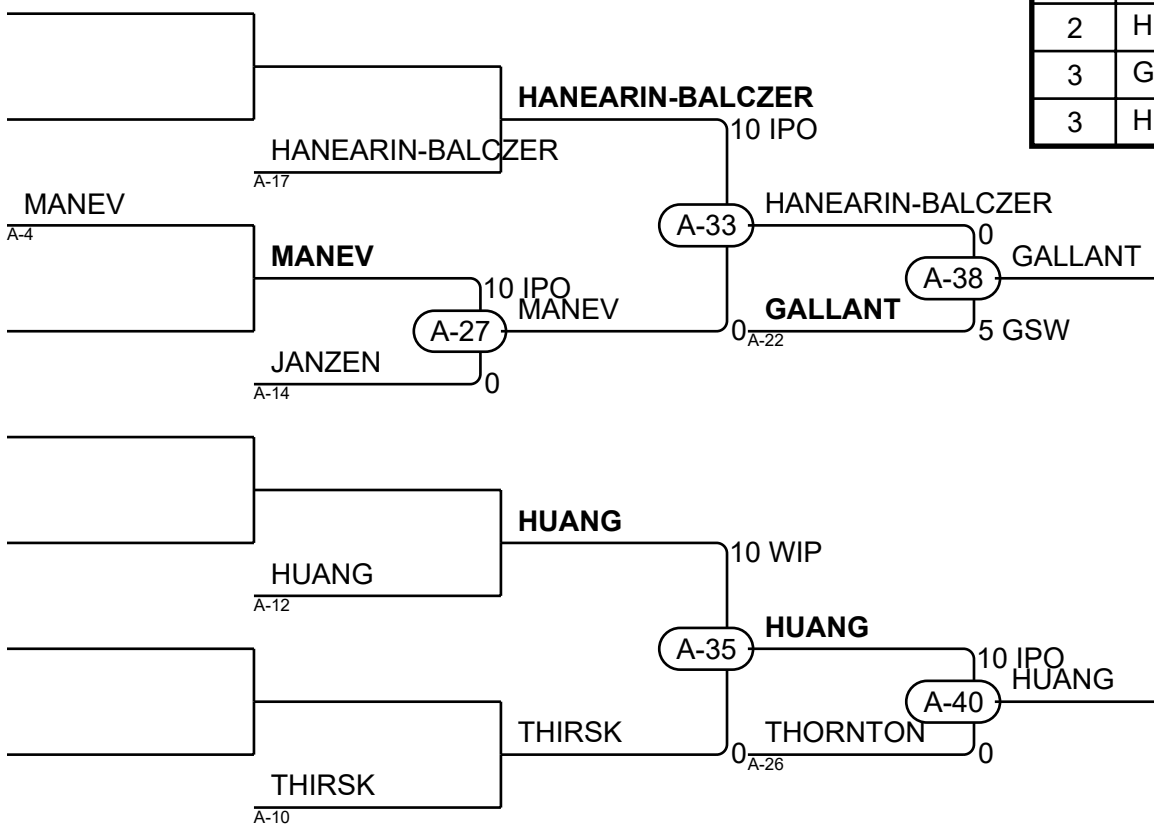 2 H
3 G
HANEARIN-BALCZER
10 IPO
3 H
HANEARIN-BALCZER
A-17
MANEV
A-4
HANEARIN-BALCZER
A-33
0
MANEV
GALLANT
10 IPO
A-38
MANEV
GALLANT
A-27
0
A-22
5 GSW
JANZEN
A-14
0
HUANG
10 WIP
HUANG
A-12
HUANG
A-35
10 IPO
HUANG
A-40
THIRSK
THORNTON
0
A-26
0
THIRSK
A-10